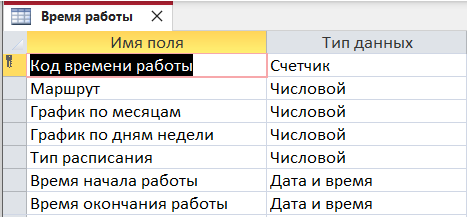 Время работы
Имя поля Тип данных
Код времени работы Счетчик
Маршрут Числовой
График по месяцам Числовой
График по дням недели Числовой
Тип расписания Числовой
Время начала работы Дата и время
Время окончания работы Дата и время